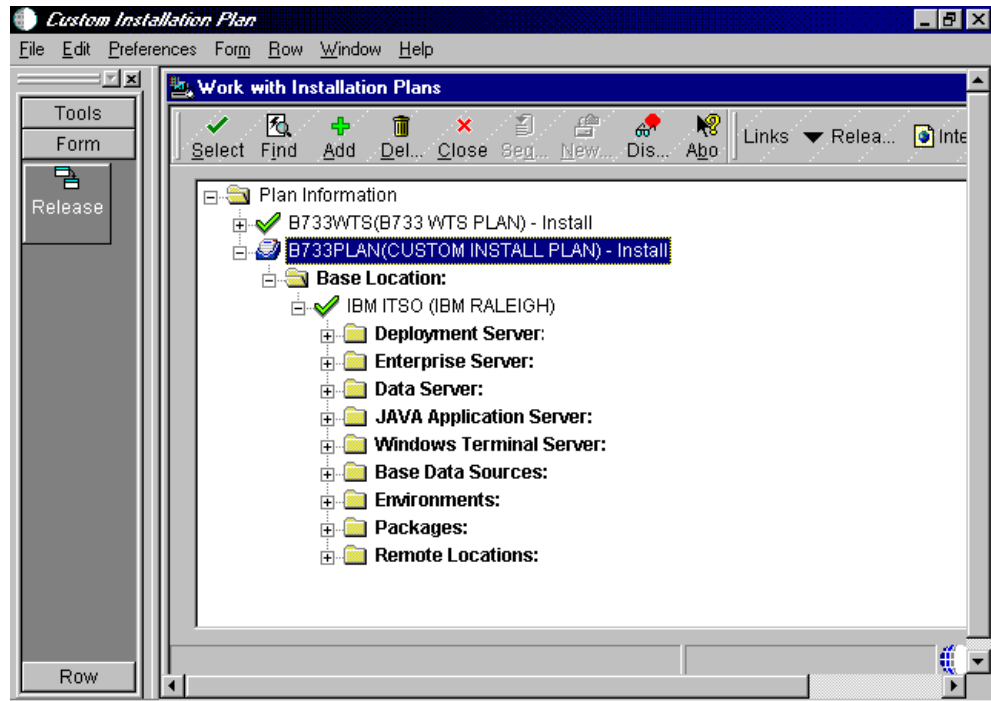 Custom Installation Plan
File Edit Preferences Form Row Window Help
Work with Installation Plans
Tools
Form
Release
Row
Select Find Add Del... Close Seq... New... Dis... Abo Links Relea... Inte
Plan Information
B733WTS(B733 WTS PLAN) - Install
B733PLAN(CUSTOM INSTALL PLAN) - Install
Base Location:
IBM ITSO (IBM RALEIGH)
Deployment Server:
Enterprise Server:
Data Server:
JAVA Application Server:
Windows Terminal Server:
Base Data Sources:
Environments:
Packages:
Remote Locations: